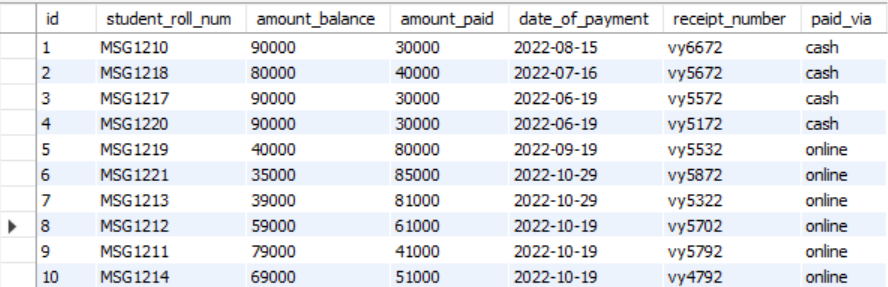 id student_roll_num amount_balance amount_paid date_of_payment receipt_number paid_via
1 MSG1210 90000 30000 2022-08-15 vy6672 cash
2 MSG1218 80000 40000 2022-07-16 vy5672 cash
3 MSG1217 90000 30000 2022-06-19 vy5572 cash
4 MSG1220 90000 30000 2022-06-19 vy5172 cash
5 MSG1219 40000 80000 2022-09-19 vy5532 online
6 MSG1221 35000 85000 2022-10-29 vy5872 online
7 MSG1213 39000 81000 2022-10-29 vy5322 online
8 MSG1212 59000 61000 2022-10-19 vy5702 online
9 MSG1211 79000 41000 2022-10-19 vy5792 online
10 MSG1214 69000 51000 2022-10-19 vy4792 online